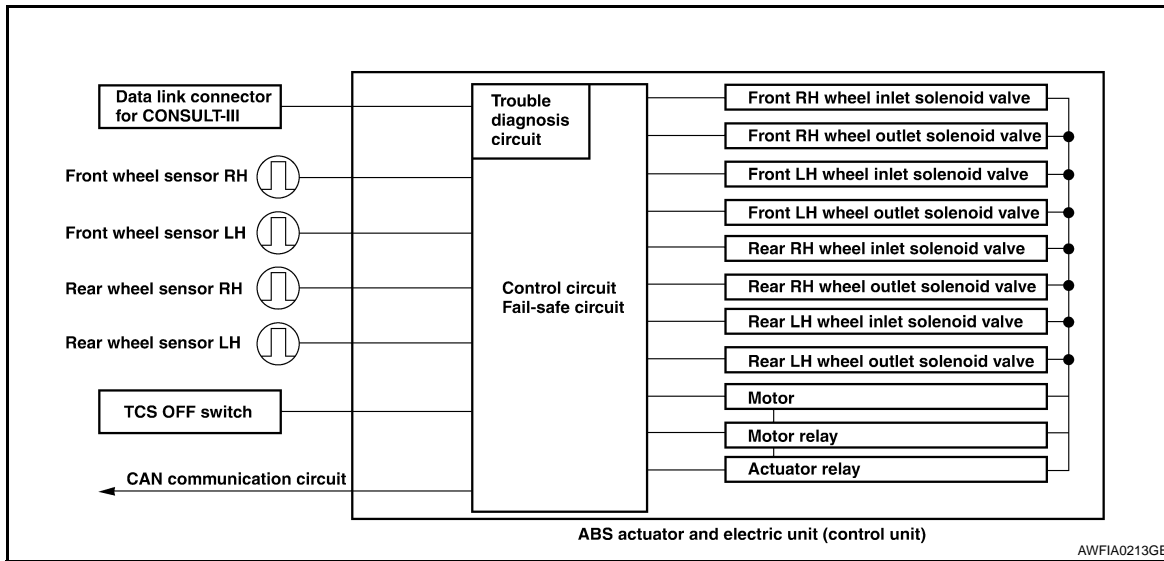 Data link connector
for CONSULT-III
Front wheel sensor RH
Front wheel sensor LH
Rear wheel sensor RH
Rear wheel sensor LH
TCS OFF switch
CAN communication circuit
Trouble
diagnosis
circuit
Control circuit
Fail-safe circuit
Front RH wheel inlet solenoid valve
Front RH wheel outlet solenoid valve
Front LH wheel inlet solenoid valve
Front LH wheel outlet solenoid valve
Rear RH wheel inlet solenoid valve
Rear RH wheel outlet solenoid valve
Rear LH wheel inlet solenoid valve
Rear LH wheel outlet solenoid valve
Motor
Motor relay
Actuator relay
ABS actuator and electric unit (control unit)
AWFIA0213GB